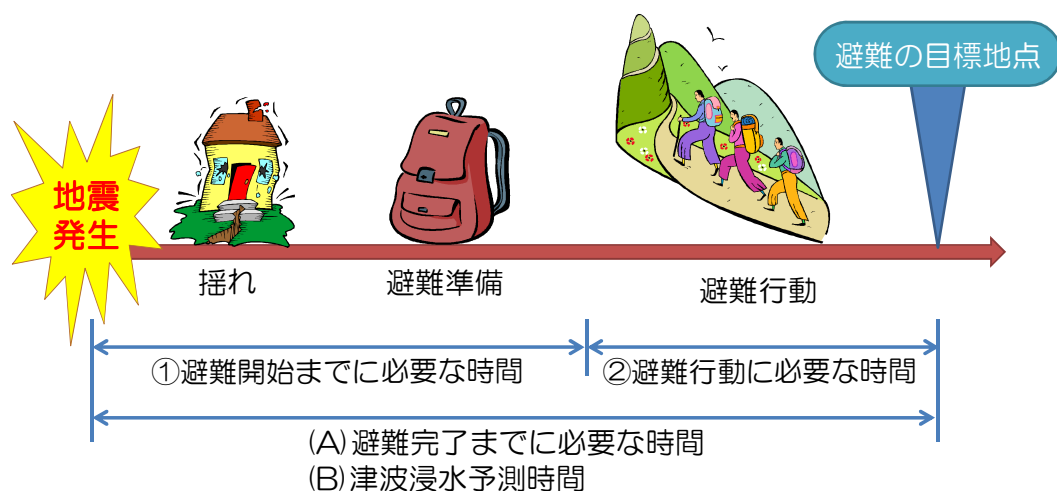 避難の目標地点
地震
発生
揺れ
避難準備
避難行動
①避難開始までに必要な時間
②避難行動に必要な時間
(A)避難完了までに必要な時間
(B)津波浸水予測時間